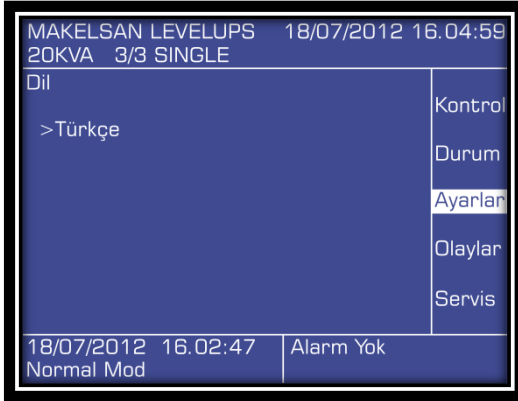 MAKELSAN LEVELUPS 18/07/2012 16.04:59
20KVA 3/3 SINGLE
Dil
>Türkçe
Kontrol
Durum
Ayarlar
Olaylar
Servis
18/07/2012 16.02:47 Alarm Yok
Normal Mod